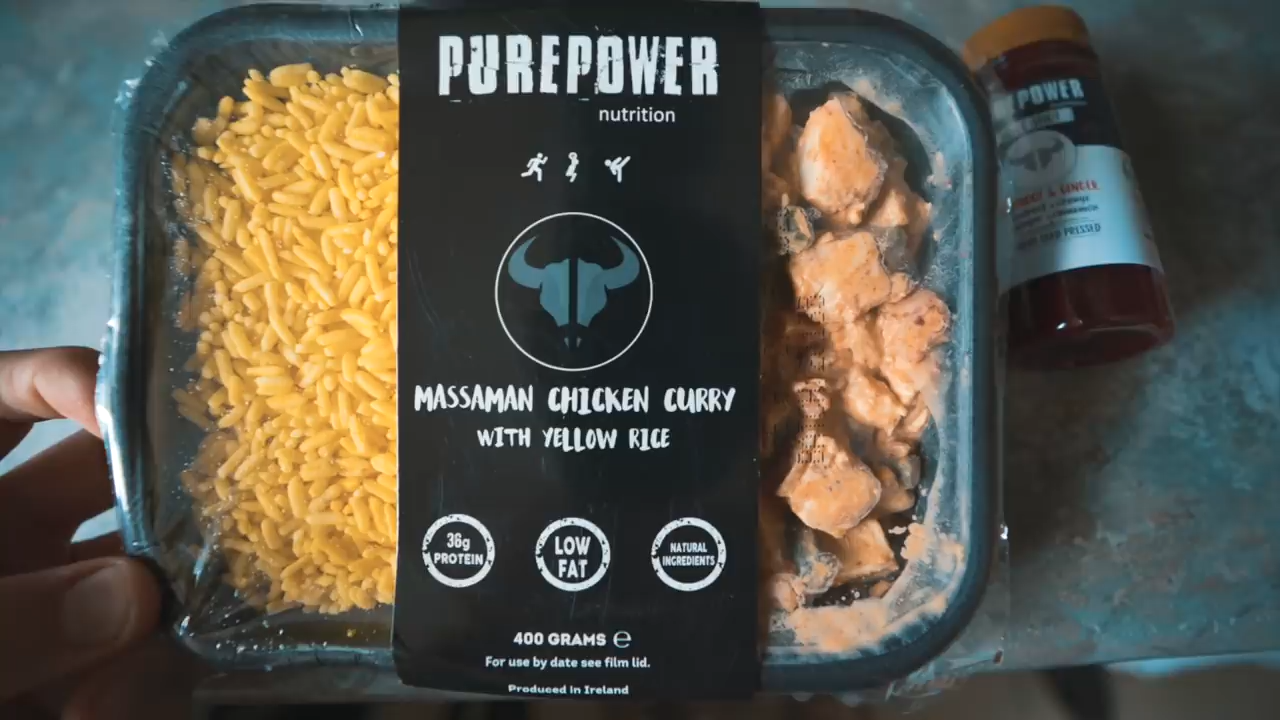 PUREPOWER
nutrition
MASSAMAN CHICKEN CURRY
WITH YELLOW RICE
36g
PROTEIN
LOW
FAT
NATURAL
INGREDIENTS
400 GRAMS ℮
For use by date see film lid.
Produced in Ireland
POWER
& GINGER
PRESSED